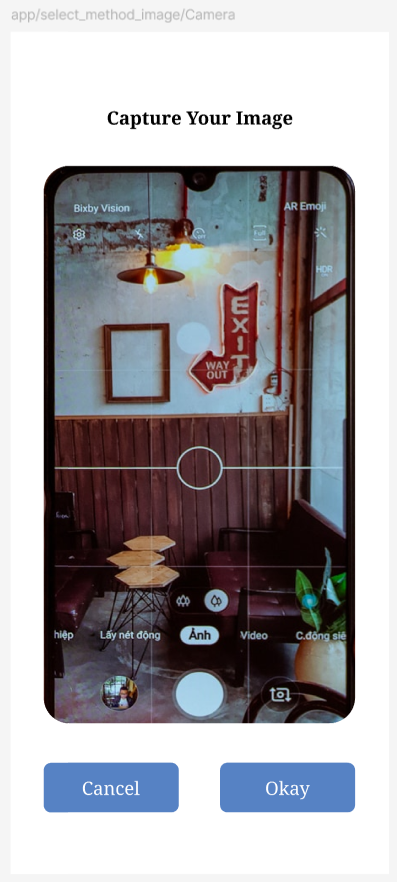 app/select_method_image/Camera
Capture Your Image
Bixby Vision
AR Emoji
Full
HDR
EXIT
WAY
OUT
hiệp
Lấy nét động
Ảnh
Video
C.động siê
Cancel
Okay